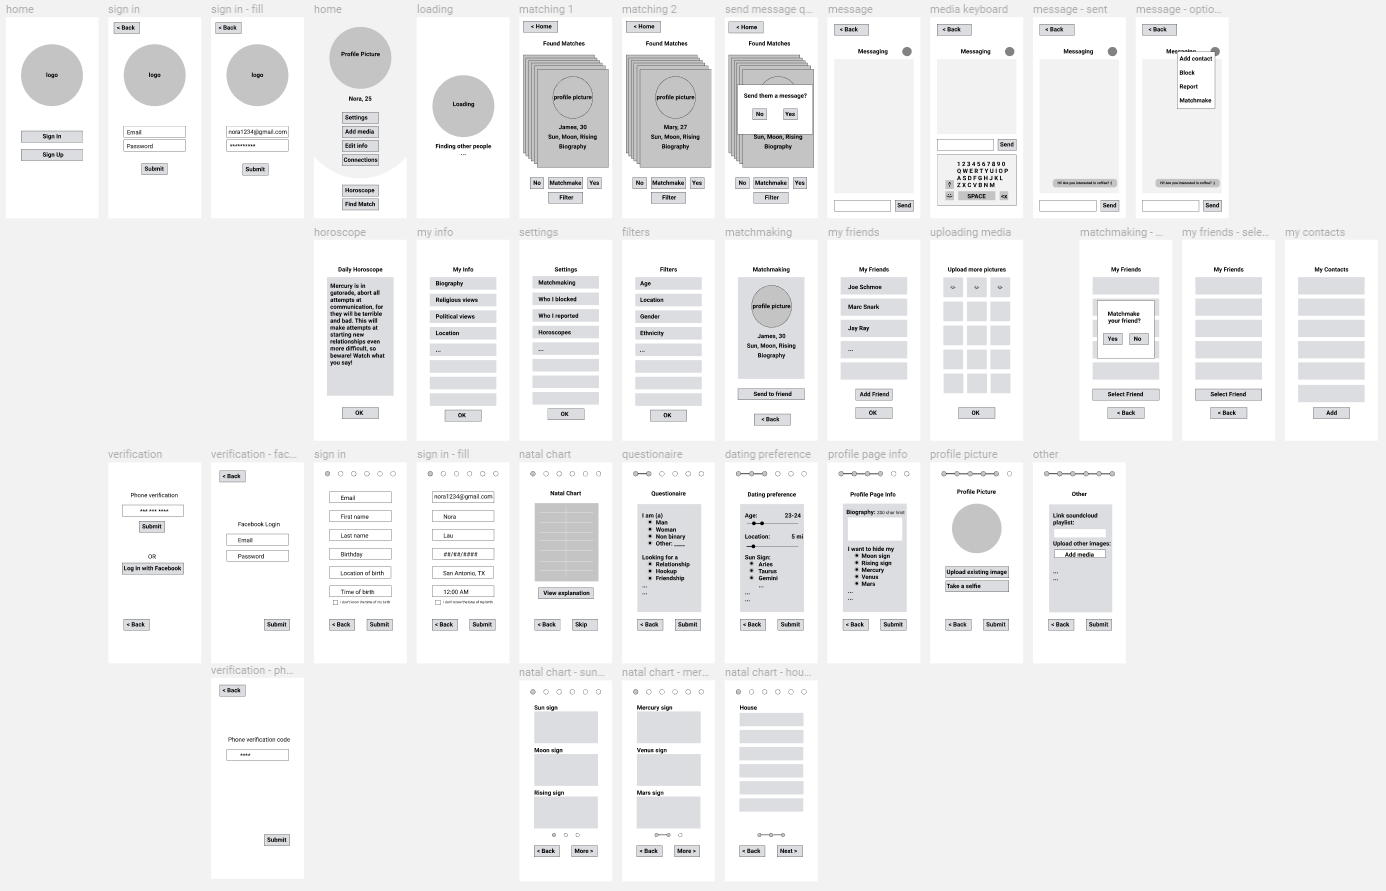 home
< Back
logo
Sign In
Sign Up
sign in
< Back
logo
Email
Password
Submit
sign in - fill
< Back
logo
nora1234@gmail.com
**********
Submit
home
Profile Picture
Nora, 25
Settings
Add media
Edit info
Connections
Horoscope
Find Match
loading
Loading
Finding other people
...
matching 1
< Home
Found Matches
profile picture
James, 30
Sun, Moon, Rising
Biography
No
Matchmake
Yes
Filter
matching 2
< Home
Found Matches
profile picture
Mary, 27
Sun, Moon, Rising
Biography
No
Matchmake
Yes
Filter
send message q...
< Home
Found Matches
Send them a message?
No
Yes
Sun, Moon, Rising
Biography
No
Matchmake
Yes
Filter
message
< Back
Messaging
Send
media keyboard
< Back
Messaging
Send
1 2 3 4 5 6 7 8 9 0
Q W E R T Y U I O P
A S D F G H J K L
Z X C V B N M
SPACE
<x
message - sent
< Back
Messaging
Hi! Are you interested in coffee? :)
Send
message - optio...
< Back
Messaging
Add contact
Block
Report
Matchmake
Hi! Are you interested in coffee? :)
Send
horoscope
Daily Horoscope
Mercury is in
gatorade, abort all
attempts at
communication, for
they will be terrible
and bad. This will
make attempts at
starting new
relationships even
more difficult, so
beware! Watch what
you say!
OK
my info
My Info
Biography
Religious views
Political views
Location
...
OK
settings
Settings
Matchmaking
Who I blocked
Who I reported
Horoscopes
...
OK
filters
Filters
Age
Location
Gender
Ethnicity
...
OK
matchmaking
Matchmaking
profile picture
James, 30
Sun, Moon, Rising
Biography
Send to friend
< Back
my friends
My Friends
Joe Schmoe
Marc Snark
Jay Ray
...
Add Friend
OK
uploading media
Upload more pictures
OK
matchmaking - ...
My Friends
Matchmake
your friend?
Yes
No
Select Friend
< Back
my friends - sele...
My Friends
Select Friend
< Back
my contacts
My Contacts
Add
verification
Phone verification
*** *** ****
Submit
OR
Log in with Facebook
< Back
verification - fac...
< Back
Facebook Login
Email
Password
Submit
sign in
Email
First name
Last name
Birthday
Location of birth
Time of birth
I don't know the time of my birth
< Back
Submit
sign in - fill
nora1234@gmail.com
Nora
Lau
##/##/####
San Antonio, TX
12:00 AM
I don't know the time of my birth
< Back
Submit
natal chart
Natal Chart
View explanation
< Back
Skip
questionaire
Questionaire
I am (a)
Man
Woman
Non binary
Other: ____
Looking for a
Relationship
Hookup
Friendship
...
...
< Back
Submit
dating preference
Dating preference
Age: 23-24
Location: 5 mi
Sun Sign:
Aries
Taurus
Gemini
...
...
...
< Back
Submit
profile page info
Profile Page Info
Biography: 200 char limit
I want to hide my
Moon sign
Rising sign
Mercury
Venus
Mars
...
...
< Back
Submit
profile picture
Profile Picture
Upload existing image
Take a selfie
< Back
Submit
other
Other
Link soundcloud
playlist:
Upload other images:
Add media
...
...
< Back
Submit
verification - ph...
< Back
Phone verification code
****
Submit
natal chart - sun...
Sun sign
Moon sign
Rising sign
< Back
More >
natal chart - mer...
Mercury sign
Venus sign
Mars sign
< Back
More >
natal chart - hou...
House
< Back
Next >